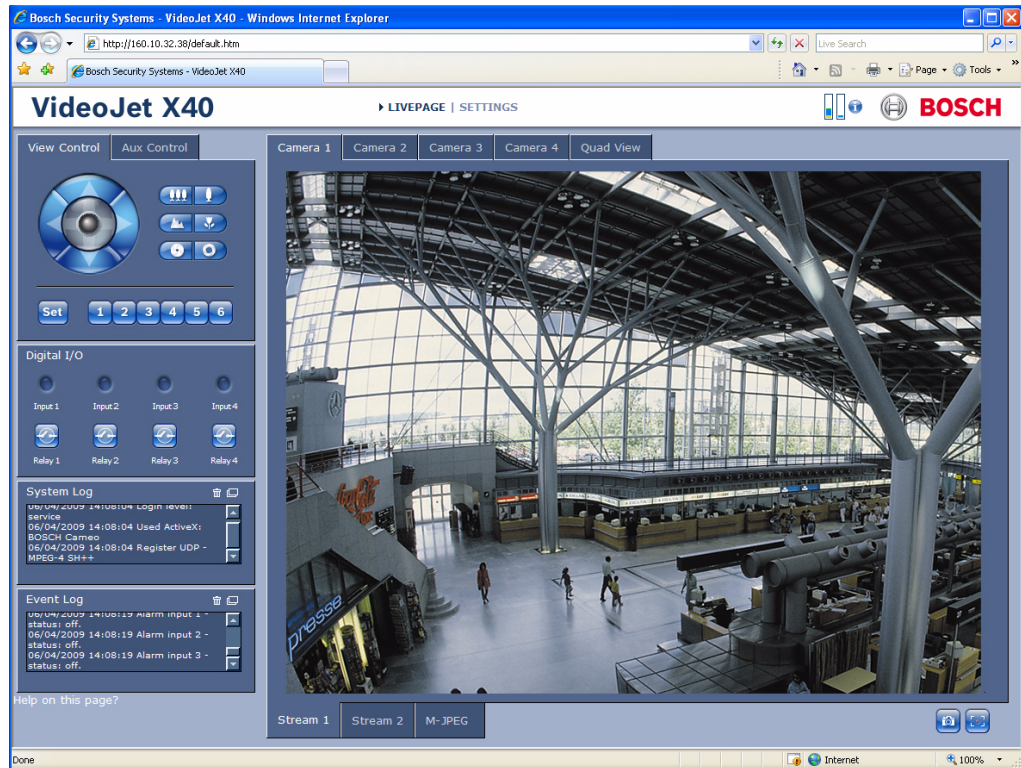 Bosch Security Systems - VideoJet X40 - Windows Internet Explorer
http://160.10.32.38/default.htm
Live Search
Bosch Security Systems - VideoJet X40
Page
Tools
VideoJet X40
LIVEPAGE | SETTINGS
BOSCH
View Control
Aux Control
Camera 1
Camera 2
Camera 3
Camera 4
Quad View
Set
1 2 3 4 5 6
Digital I/O
Input 1
Input 2
Input 3
Input 4
Relay 1
Relay 2
Relay 3
Relay 4
System Log
06/04/2009 14:08:04 Login level:
service
06/04/2009 14:08:04 Used ActiveX:
BOSCH Cameo
06/04/2009 14:08:04 Register UDP -
MPEG-4 SH++
Event Log
06/04/2009 14:08:19 Alarm input 1 -
status: off.
06/04/2009 14:08:19 Alarm input 2 -
status: off.
06/04/2009 14:08:19 Alarm input 3 -
status: off.
Help on this page?
Coca-Cola
presse
Stream 1
Stream 2
M-JPEG
Done
Internet
100%